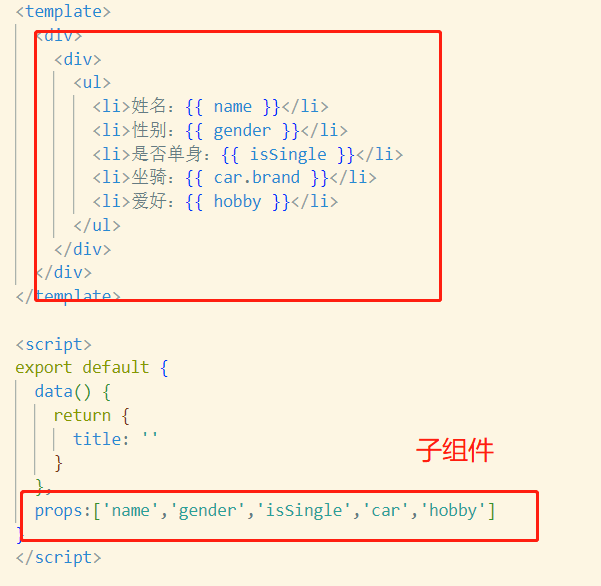 <template>
<div>
<div>
<ul>
<li>姓名：{{ name }}</li>
<li>性别：{{ gender }}</li>
<li>是否单身：{{ isSingle }}</li>
<li>坐骑：{{ car.brand }}</li>
<li>爱好：{{ hobby }}</li>
</ul>
</div>
</div>
</template>
<script>
export default {
data() {
return {
title: ''
}
},
子组件
props:['name','gender','isSingle','car','hobby']
}
</script>